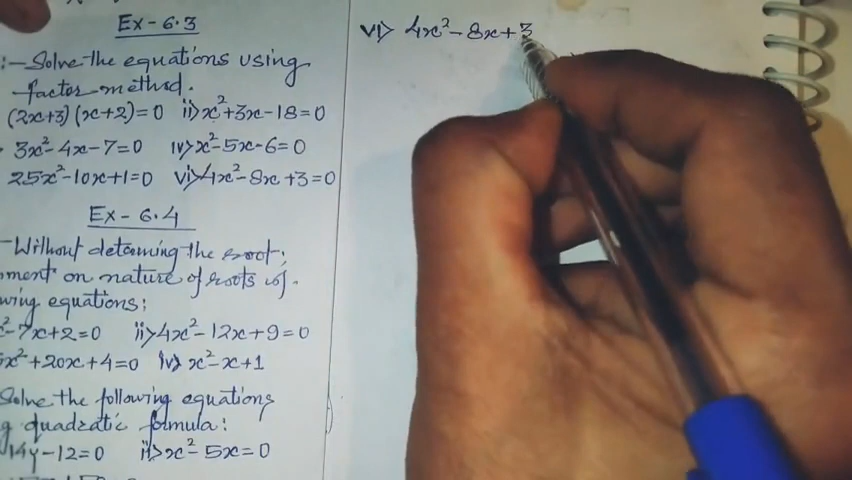 Ex-6.3
:- Solve the equations using
factor method.
(2x+3)(x+2)=0 ii> x²+3x-18=0
3x²-4x-7=0 iv> x²-5x-6=0
25x²-10x+1=0 vi> 4x²-8x+3=0
Ex-6.4
-Without the root,
ment on nature of roots of.
wing equations:
x²-7x+2=0 ii> 4x²-12x+9=0
x²+20x+4=0 iv> x²-x+1
Solve the following equations
g quadratic formula:
14y-12=0 ii> x²-5x=0
vi> 4x²-8x+3